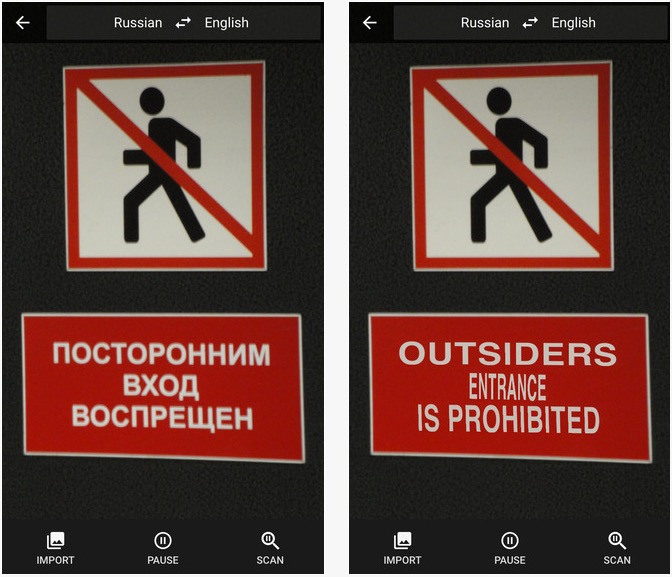 Russian English
ПОСТОРОННИМ
ВХОД
ВОСПРЕЩЕН
IMPORT PAUSE SCAN
Russian English
OUTSIDERS
ENTRANCE
IS PROHIBITED
IMPORT PAUSE SCAN